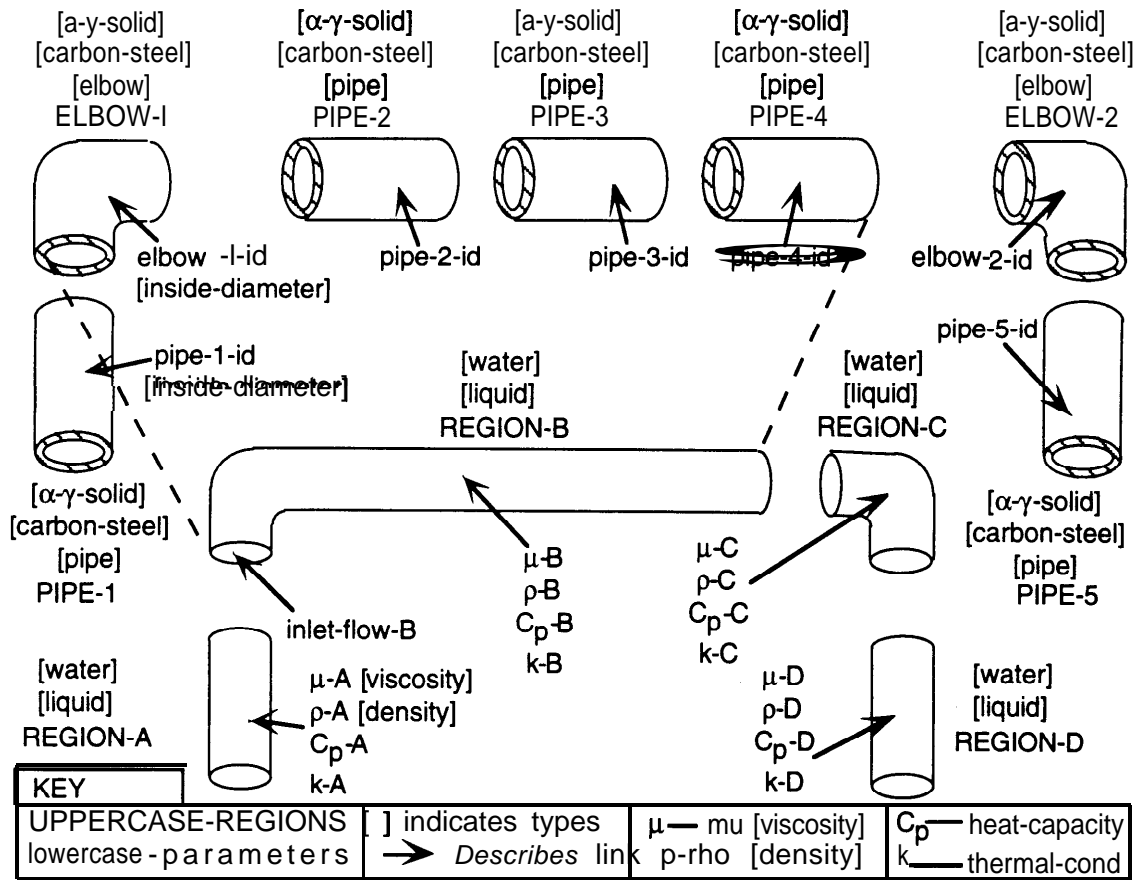 [a-y-solid]
[carbon-steel]
[elbow]
ELBOW-I
[α-γ-solid]
[carbon-steel]
[pipe]
PIPE-2
[a-y-solid]
[carbon-steel]
[pipe]
PIPE-3
[α-γ-solid]
[carbon-steel]
[pipe]
PIPE-4
[a-y-solid]
[carbon-steel]
[elbow]
ELBOW-2
elbow -I-id
[inside-diameter]
pipe-2-id
pipe-3-id
pipe-4-id
elbow-2-id
pipe-1-id
[inside-diameter]
pipe-5-id
[water]
[liquid]
REGION-B
[water]
[liquid]
REGION-C
[α-γ-solid]
[carbon-steel]
[pipe]
PIPE-1
[α-γ-solid]
[carbon-steel]
[pipe]
PIPE-5
μ-B
ρ-B
Cp-B
k-B
μ-C
ρ-C
Cp-C
k-C
inlet-flow-B
[water]
[liquid]
REGION-A
μ-A [viscosity]
ρ-A [density]
Cp-A
k-A
μ-D
ρ-D
Cp-D
k-D
[water]
[liquid]
REGION-D
KEY
UPPERCASE-REGIONS
lowercase-parameters
[ ] indicates types
Describes link
μ— mu [viscosity]
p-rho [density]
Cp— heat-capacity
k— thermal-cond